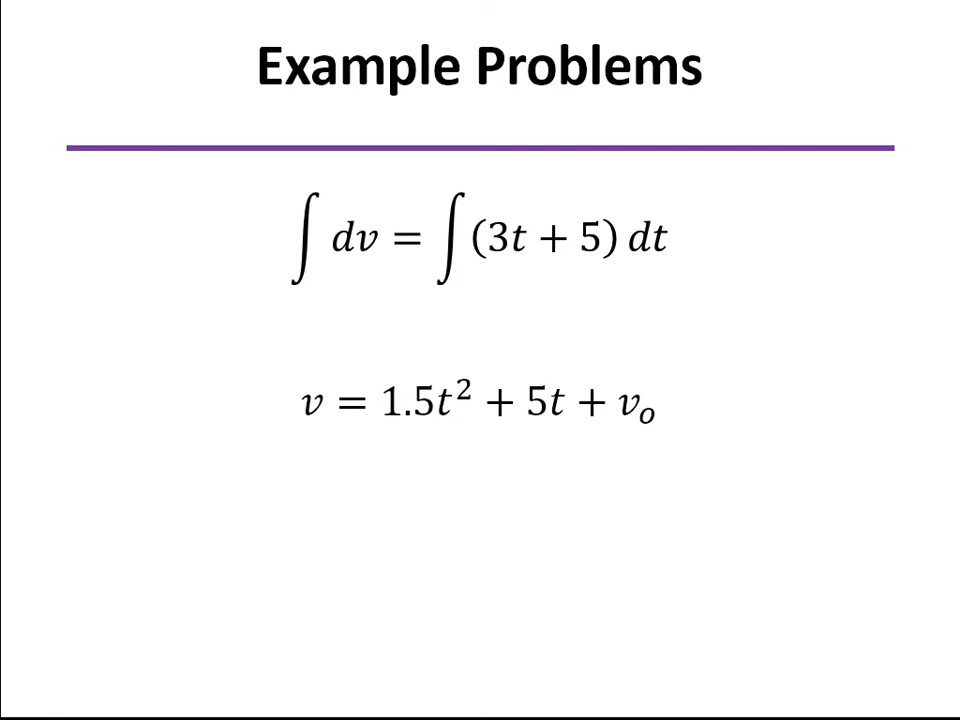 Example Problems
∫ dv = ∫ (3t + 5) dt
v = 1.5t² + 5t + vₒ